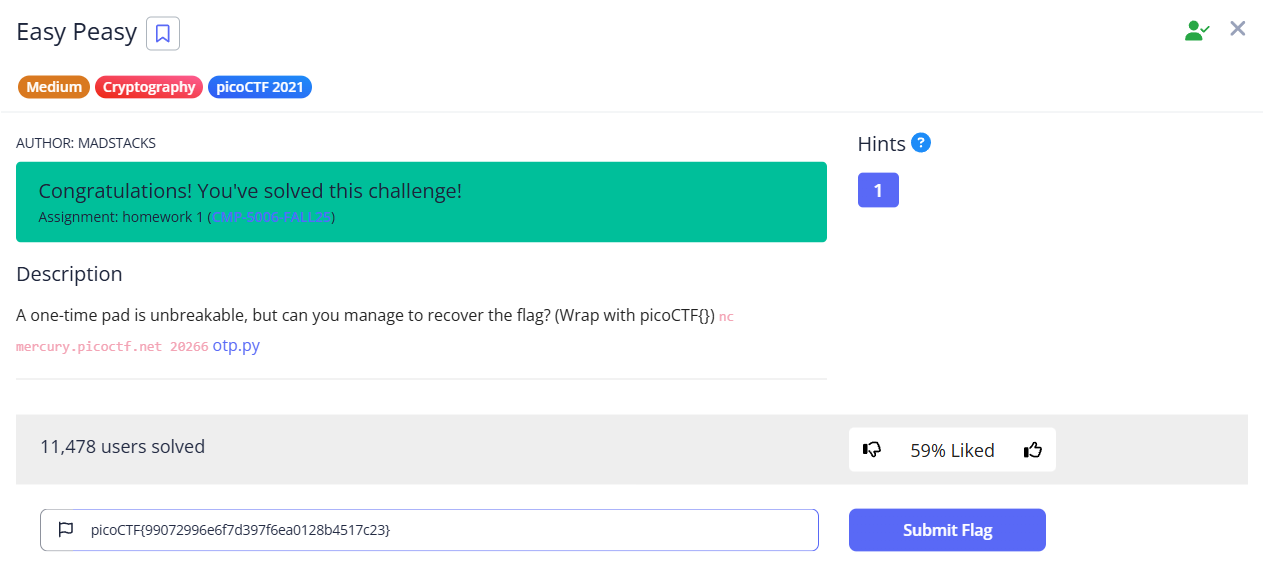 Easy Peasy
Medium Cryptography picoCTF 2021
AUTHOR: MADSTACKS
Congratulations! You've solved this challenge!
Assignment: homework 1 (CMP-5006-FALL25)
Hints ?
1
Description
A one-time pad is unbreakable, but can you manage to recover the flag? (Wrap with picoCTF{}) nc
mercury.picoctf.net 20266 otp.py
11,478 users solved
59% Liked
picoCTF{99072996e6f7d397f6ea0128b4517c23}
Submit Flag